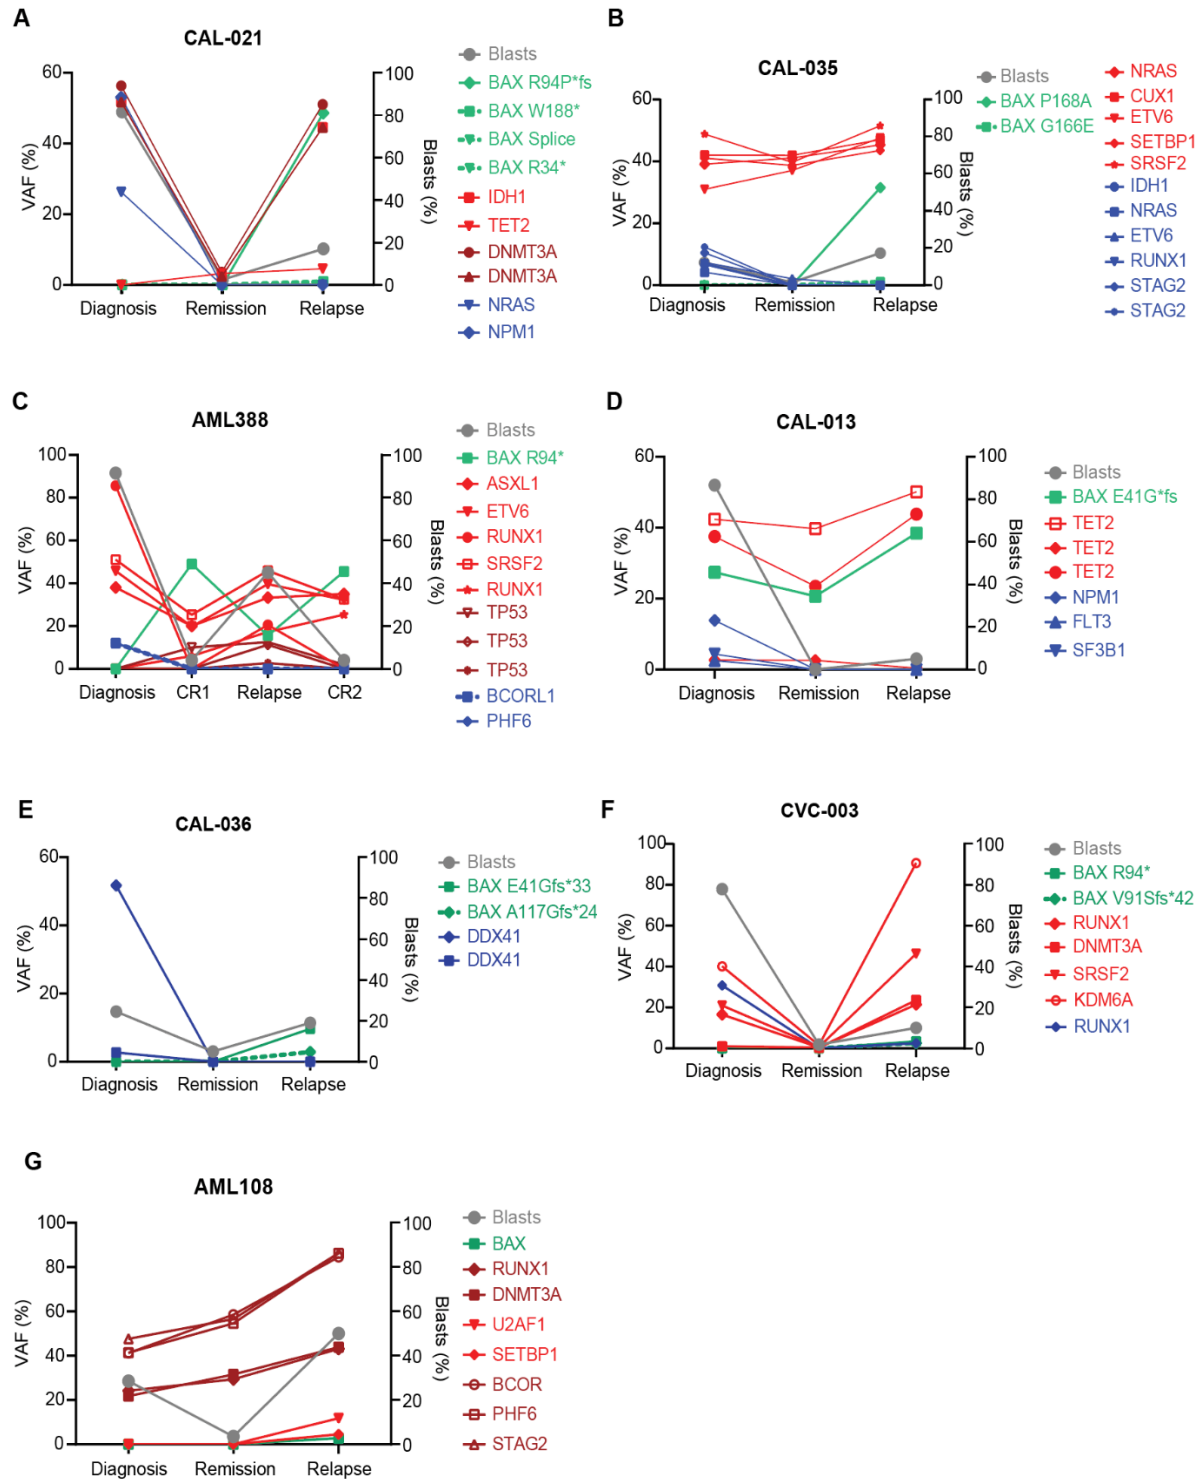 A
CAL-021
60
40
20
0
VAF (%)
100
80
60
40
20
0
Blasts (%)
Diagnosis Remission Relapse
Blasts
BAX R94P*fs
BAX W188*
BAX Splice
BAX R34*
IDH1
TET2
DNMT3A
DNMT3A
NRAS
NPM1
B
CAL-035
60
40
20
0
VAF (%)
100
80
60
40
20
0
Blasts (%)
Diagnosis Remission Relapse
Blasts
BAX P168A
BAX G166E
NRAS
CUX1
ETV6
SETBP1
SRSF2
IDH1
NRAS
ETV6
RUNX1
STAG2
STAG2
C
AML388
100
80
60
40
20
0
VAF (%)
100
80
60
40
20
0
Blasts (%)
Diagnosis CR1 Relapse CR2
Blasts
BAX R94*
ASXL1
ETV6
RUNX1
SRSF2
RUNX1
TP53
TP53
TP53
BCORL1
PHF6
D
CAL-013
60
40
20
0
VAF (%)
100
80
60
40
20
0
Blasts (%)
Diagnosis Remission Relapse
Blasts
BAX E41G*fs
TET2
TET2
TET2
NPM1
FLT3
SF3B1
E
CAL-036
60
40
20
0
VAF (%)
100
80
60
40
20
0
Blasts (%)
Diagnosis Remission Relapse
Blasts
BAX E41Gfs*33
BAX A117Gfs*24
DDX41
DDX41
F
CVC-003
100
80
60
40
20
0
VAF (%)
100
80
60
40
20
0
Blasts (%)
Diagnosis Remission Relapse
Blasts
BAX R94*
BAX V91Sfs*42
RUNX1
DNMT3A
SRSF2
KDM6A
RUNX1
G
AML108
100
80
60
40
20
0
VAF (%)
100
80
60
40
20
0
Blasts (%)
Diagnosis Remission Relapse
Blasts
BAX
RUNX1
DNMT3A
U2AF1
SETBP1
BCOR
PHF6
STAG2